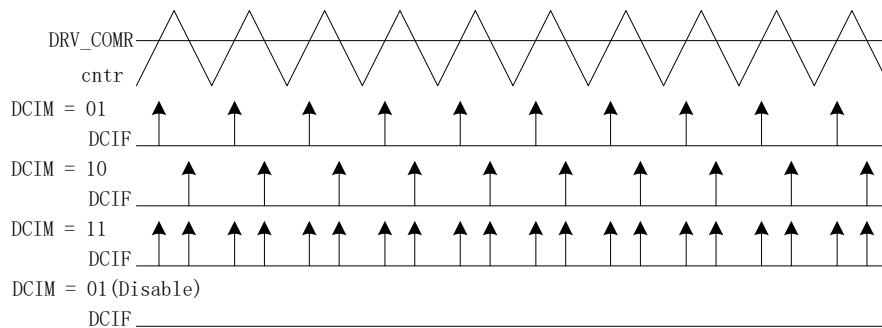 DRV_COMR
cntr
DCIM = 01
DCIF
DCIM = 10
DCIF
DCIM = 11
DCIF
DCIM = 01(Disable)
DCIF